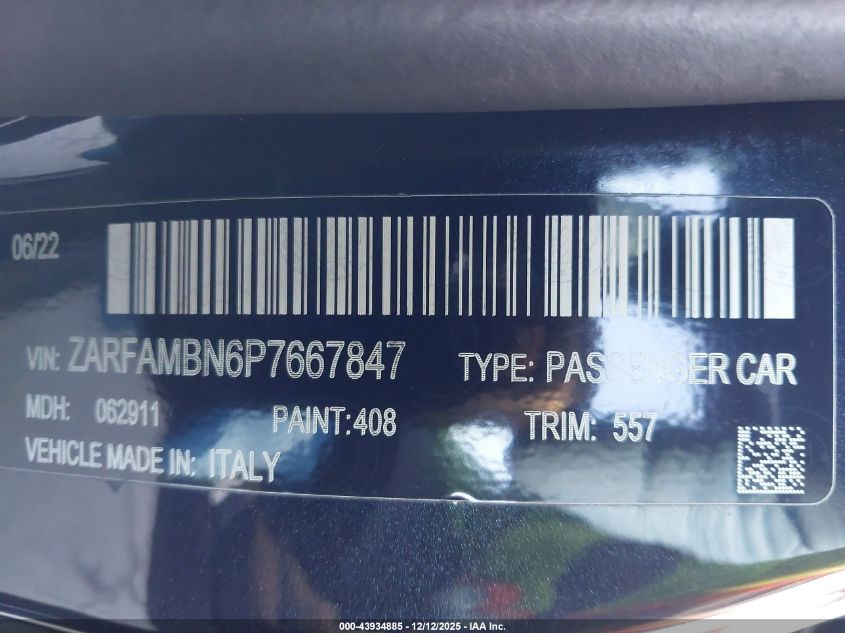 06/22
VIN: ZARFAMBN6P7667847 TYPE: PASSENGER CAR
MDH: 062911 PAINT:408 TRIM: 557
VEHICLE MADE IN: ITALY
000-43934885 - 12/12/2025 - IAA Inc.